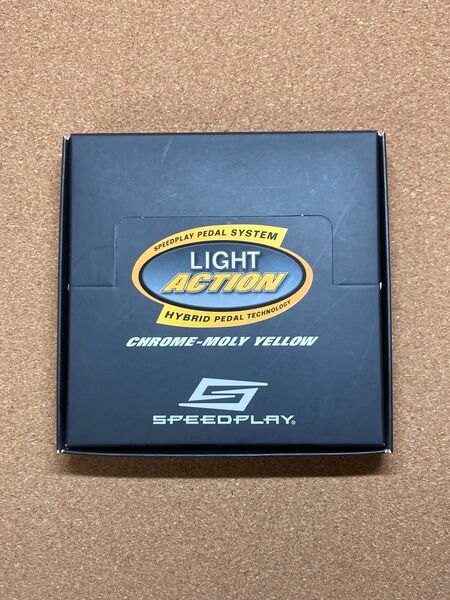 SPEEDPLAY PEDAL SYSTEM
LIGHT
ACTION
HYBRID PEDAL TECHNOLOGY
CHROME-MOLY YELLOW
SPEEDPLAY®